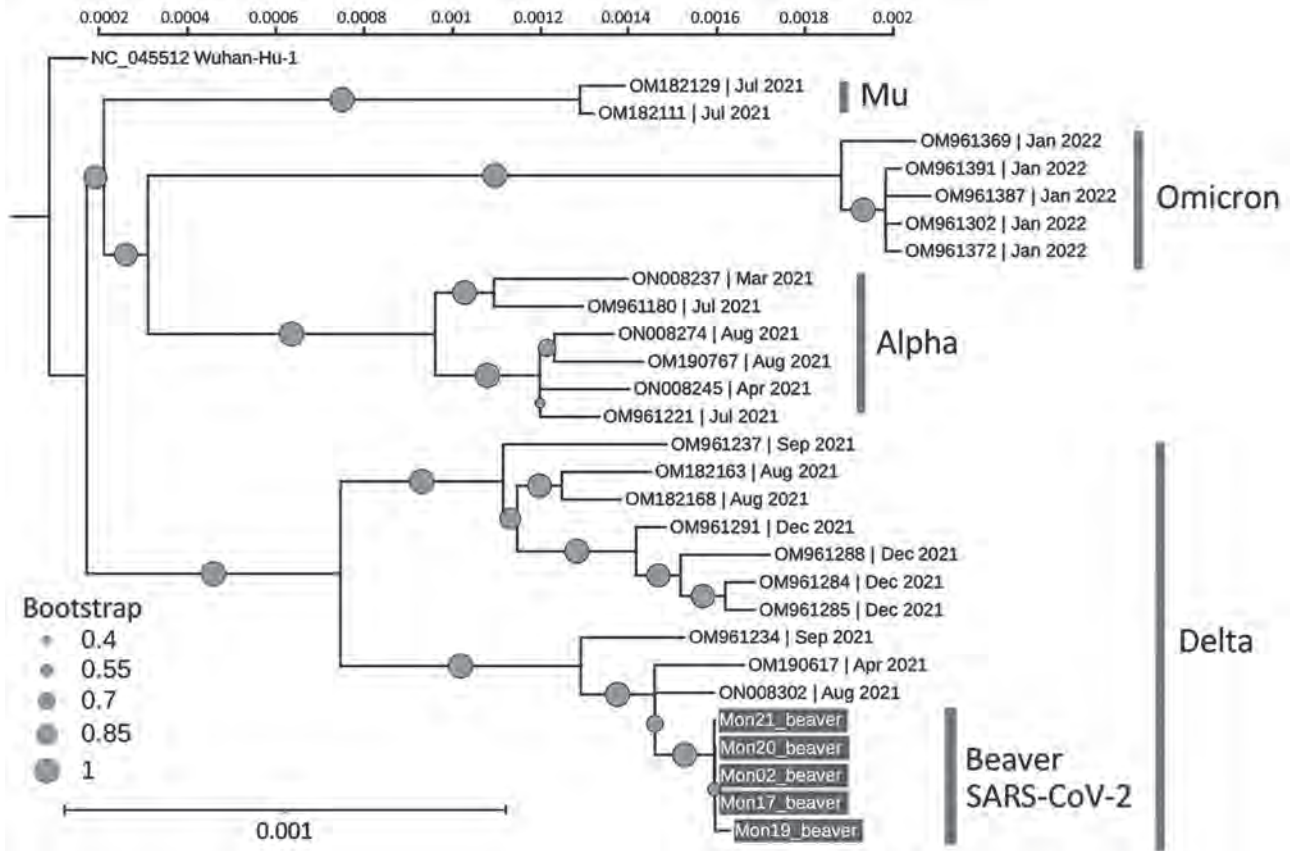 0.0002 0.0004 0.0006 0.0008 0.001 0.0012 0.0014 0.0016 0.0018 0.002
NC_045512 Wuhan-Hu-1
OM182129 | Jul 2021
OM182111 | Jul 2021
Mu
OM961369 | Jan 2022
OM961391 | Jan 2022
OM961387 | Jan 2022
OM961302 | Jan 2022
OM961372 | Jan 2022
Omicron
ON008237 | Mar 2021
OM961180 | Jul 2021
ON008274 | Aug 2021
OM190767 | Aug 2021
ON008245 | Apr 2021
OM961221 | Jul 2021
Alpha
OM961237 | Sep 2021
OM182163 | Aug 2021
OM182168 | Aug 2021
OM961291 | Dec 2021
OM961288 | Dec 2021
OM961284 | Dec 2021
OM961285 | Dec 2021
OM961234 | Sep 2021
OM190617 | Apr 2021
ON008302 | Aug 2021
Mon21_beaver
Mon20_beaver
Mon02_beaver
Mon17_beaver
Mon19_beaver
Beaver
SARS-CoV-2
Delta
Bootstrap
0.4
0.55
0.7
0.85
1
0.001